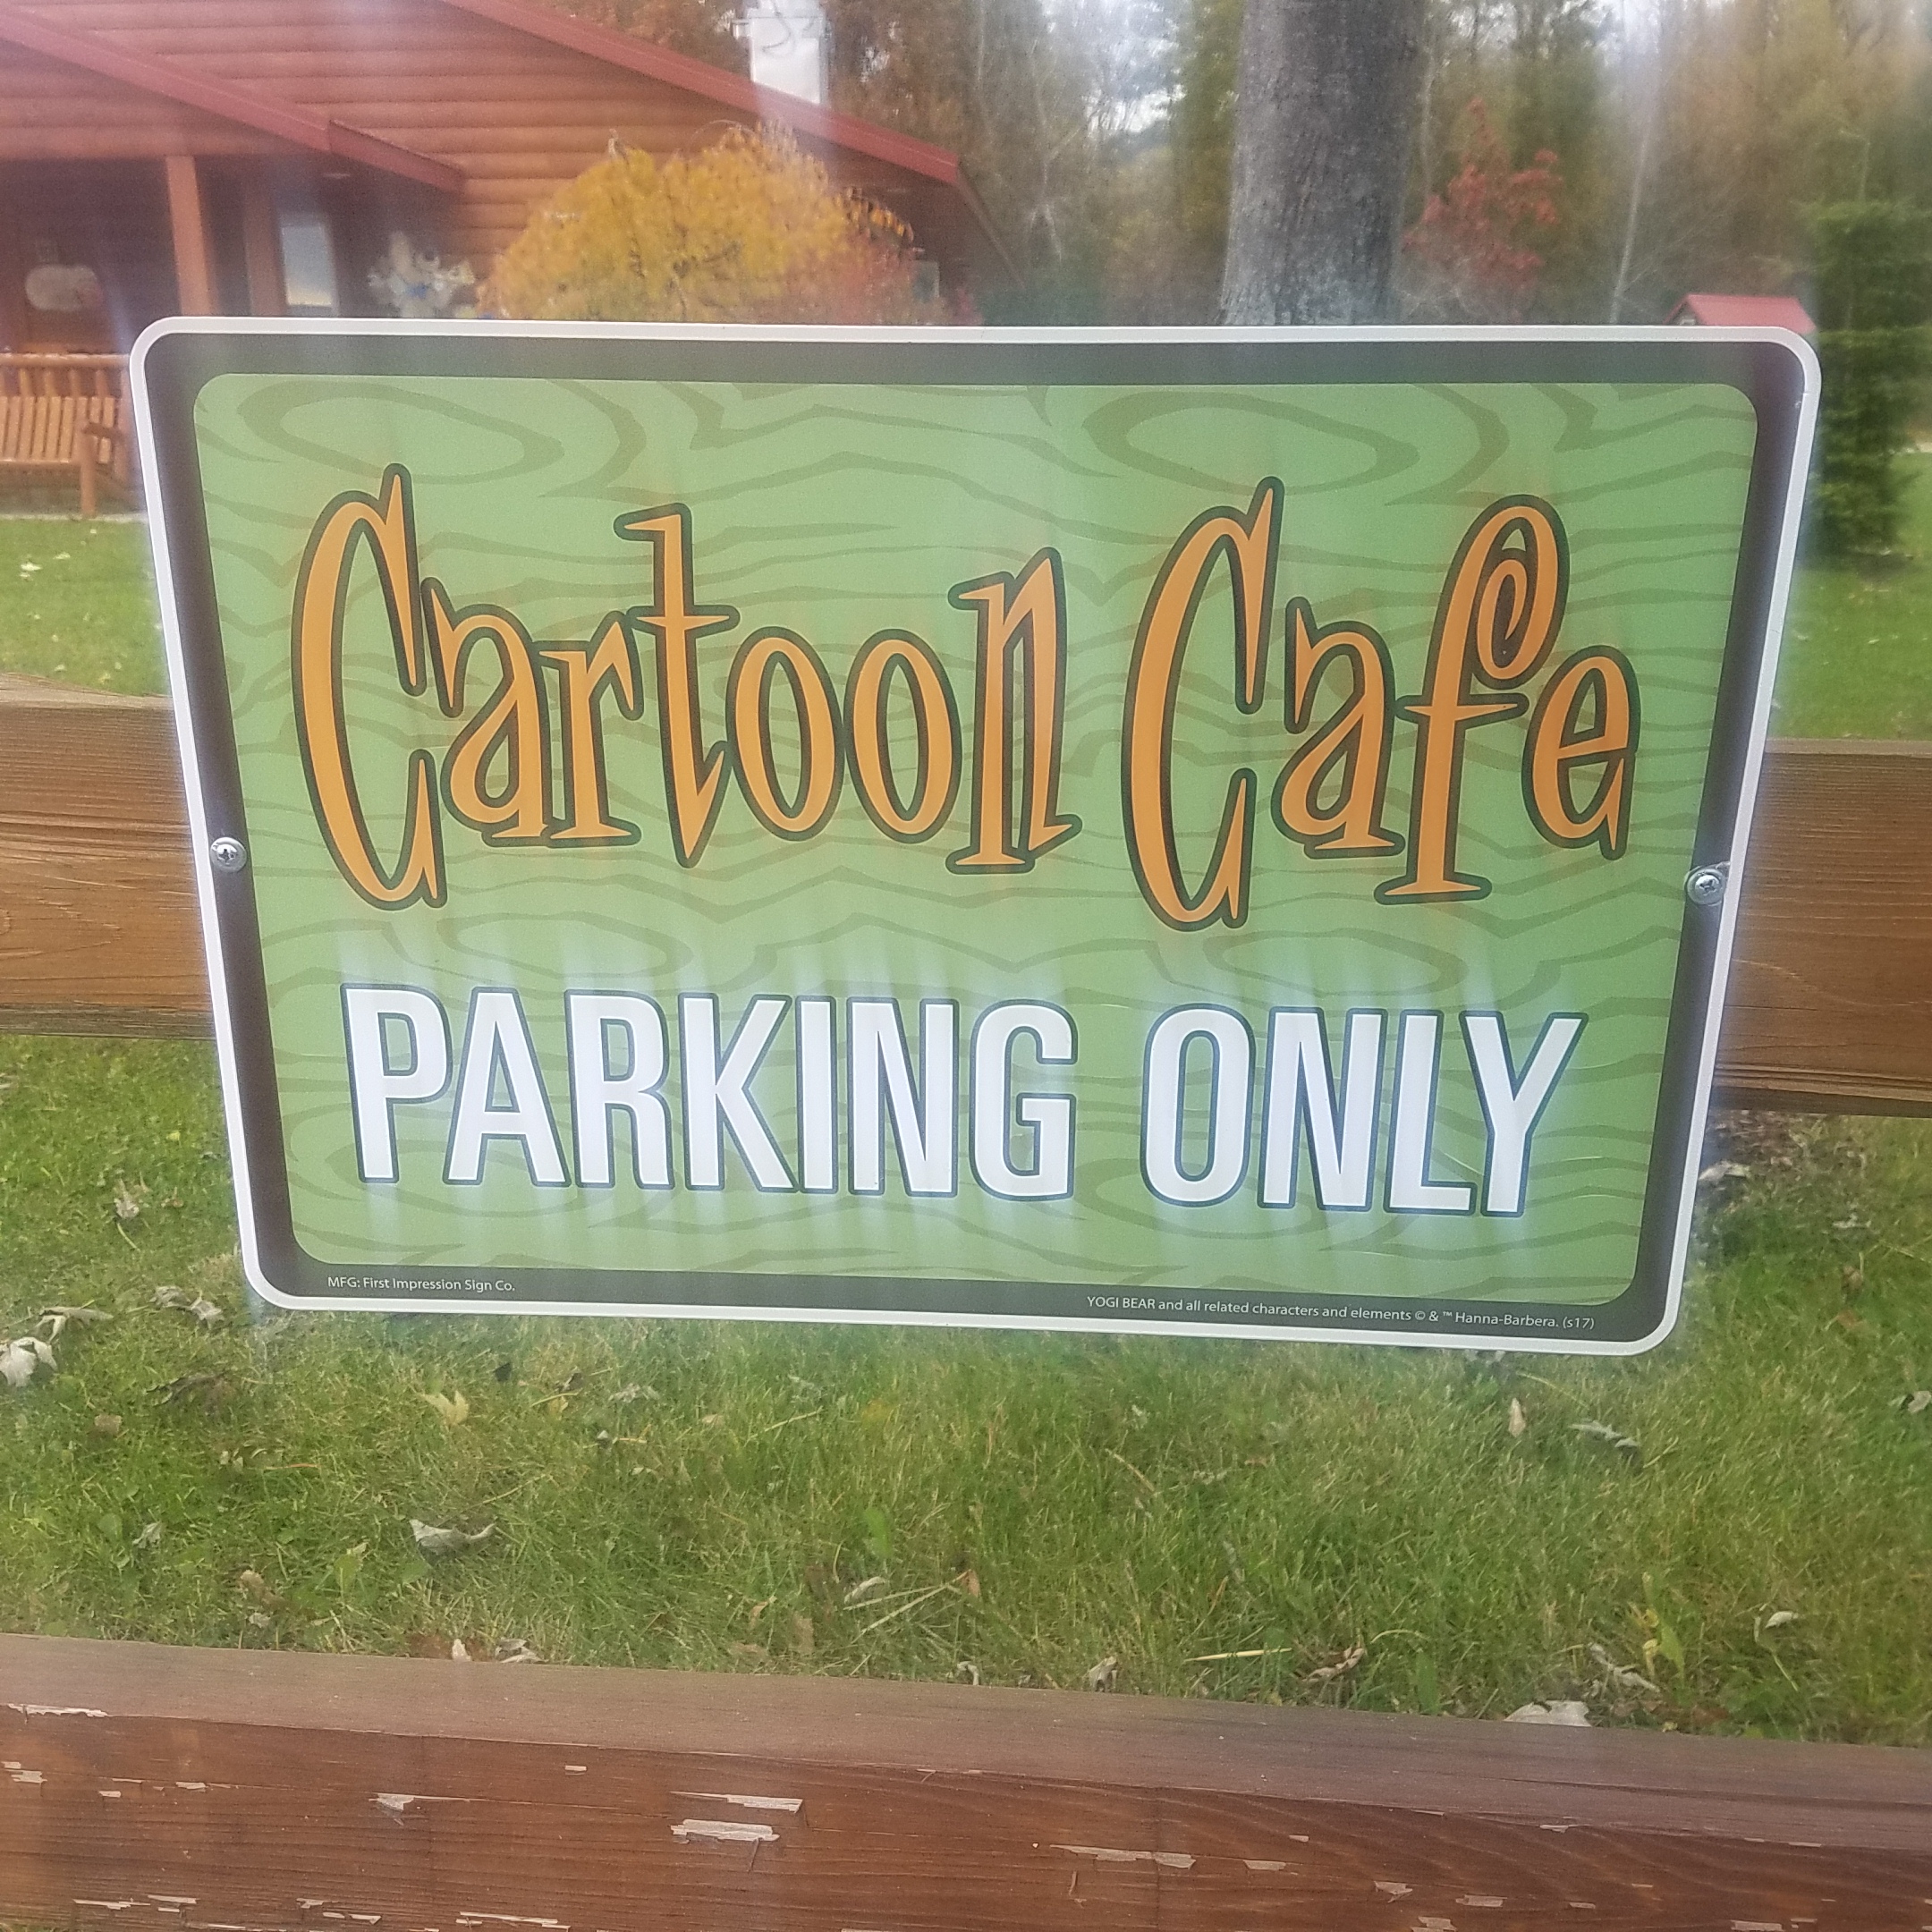 Cartoon Cafe
PARKING ONLY
MFG: First Impression Sign Co.
YOGI BEAR and all related characters and elements © & ™ Hanna-Barbera. (s17)